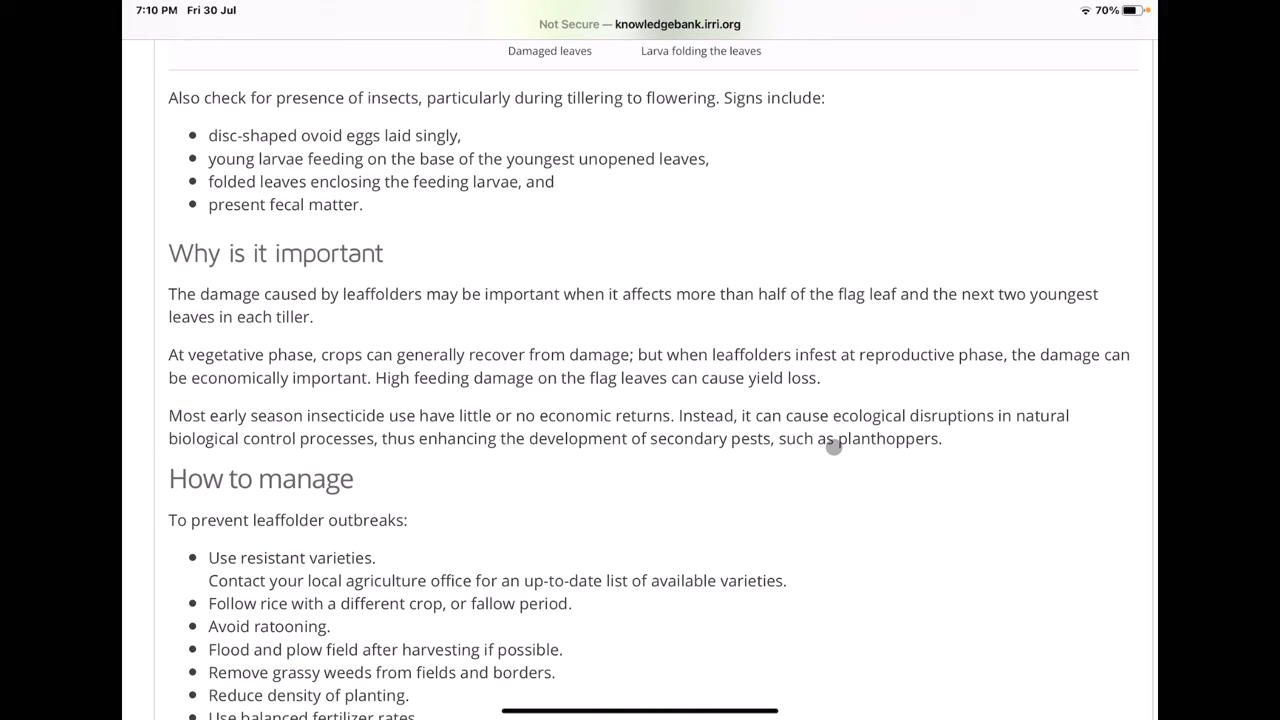 7:10 PM Fri 30 Jul
70%
Not Secure — knowledgebank.irri.org
Damaged leaves Larva folding the leaves
Also check for presence of insects, particularly during tillering to flowering. Signs include:
• disc-shaped ovoid eggs laid singly,
• young larvae feeding on the base of the youngest unopened leaves,
• folded leaves enclosing the feeding larvae, and
• present fecal matter.
Why is it important
The damage caused by leaffolders may be important when it affects more than half of the flag leaf and the next two youngest
leaves in each tiller.
At vegetative phase, crops can generally recover from damage; but when leaffolders infest at reproductive phase, the damage can
be economically important. High feeding damage on the flag leaves can cause yield loss.
Most early season insecticide use have little or no economic returns. Instead, it can cause ecological disruptions in natural
biological control processes, thus enhancing the development of secondary pests, such as planthoppers.
How to manage
To prevent leaffolder outbreaks:
• Use resistant varieties.
Contact your local agriculture office for an up-to-date list of available varieties.
• Follow rice with a different crop, or fallow period.
• Avoid ratooning.
• Flood and plow field after harvesting if possible.
• Remove grassy weeds from fields and borders.
• Reduce density of planting.
• Use balanced fertilizer rates.